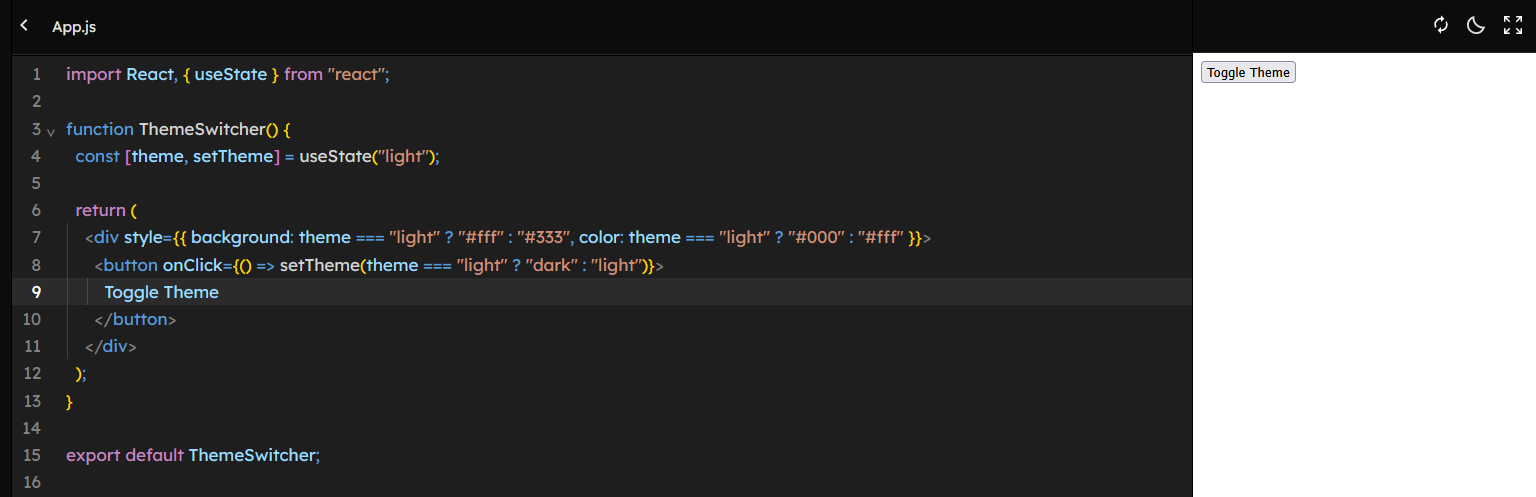 App.js
1 import React, { useState } from "react";
2
3 function ThemeSwitcher() {
4 const [theme, setTheme] = useState("light");
5
6 return (
7 <div style={{ background: theme === "light" ? "#fff" : "#333", color: theme === "light" ? "#000" : "#fff" }}>
8 <button onClick={() => setTheme(theme === "light" ? "dark" : "light")}>
9 Toggle Theme
10 </button>
11 </div>
12 );
13 }
14
15 export default ThemeSwitcher;
16
Toggle Theme